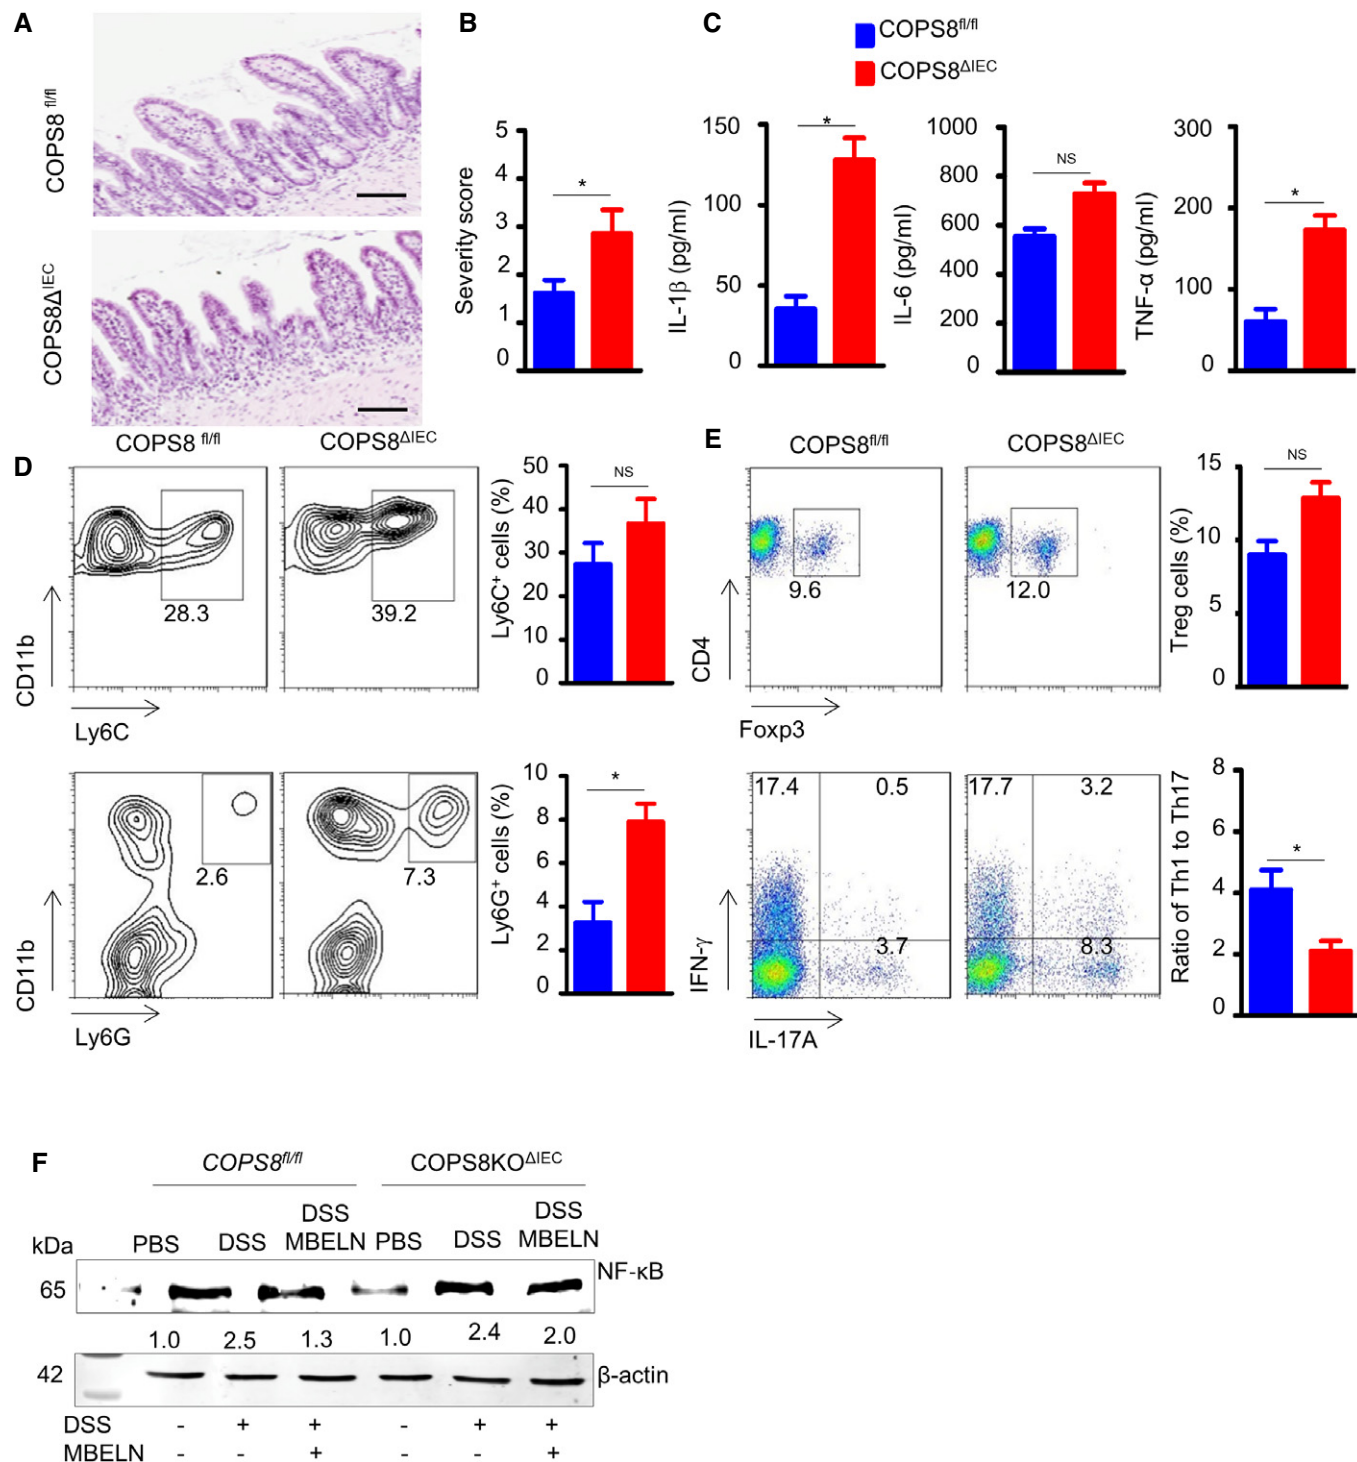 A
COPS8 fl/fl
COPS8ΔIEC
B
Severity score
5
4
3
2
1
0
*
C
COPS8fl/fl
COPS8ΔIEC
IL-1β (pg/ml)
150
100
50
0
*
IL-6 (pg/ml)
1000
800
600
400
200
0
NS
TNF-α (pg/ml)
300
200
100
0
*
D
COPS8 fl/fl
COPS8ΔIEC
CD11b
28.3
39.2
Ly6C
Ly6C+ cells (%)
50
40
30
20
10
0
NS
CD11b
2.6
7.3
Ly6G
Ly6G+ cells (%)
10
8
6
4
2
0
*
E
COPS8fl/fl
COPS8ΔIEC
CD4
9.6
12.0
Foxp3
Treg cells (%)
15
10
5
0
NS
IFN-γ
17.4 0.5
3.7
17.7 3.2
8.3
IL-17A
Ratio of Th1 to Th17
8
6
4
2
0
*
F
COPS8fl/fl COPS8KOΔIEC
DSS DSS
kDa PBS DSS MBELN PBS DSS MBELN
65 NF-κB
1.0 2.5 1.3 1.0 2.4 2.0
42 β-actin
DSS - + + - + +
MBELN - - + - - +